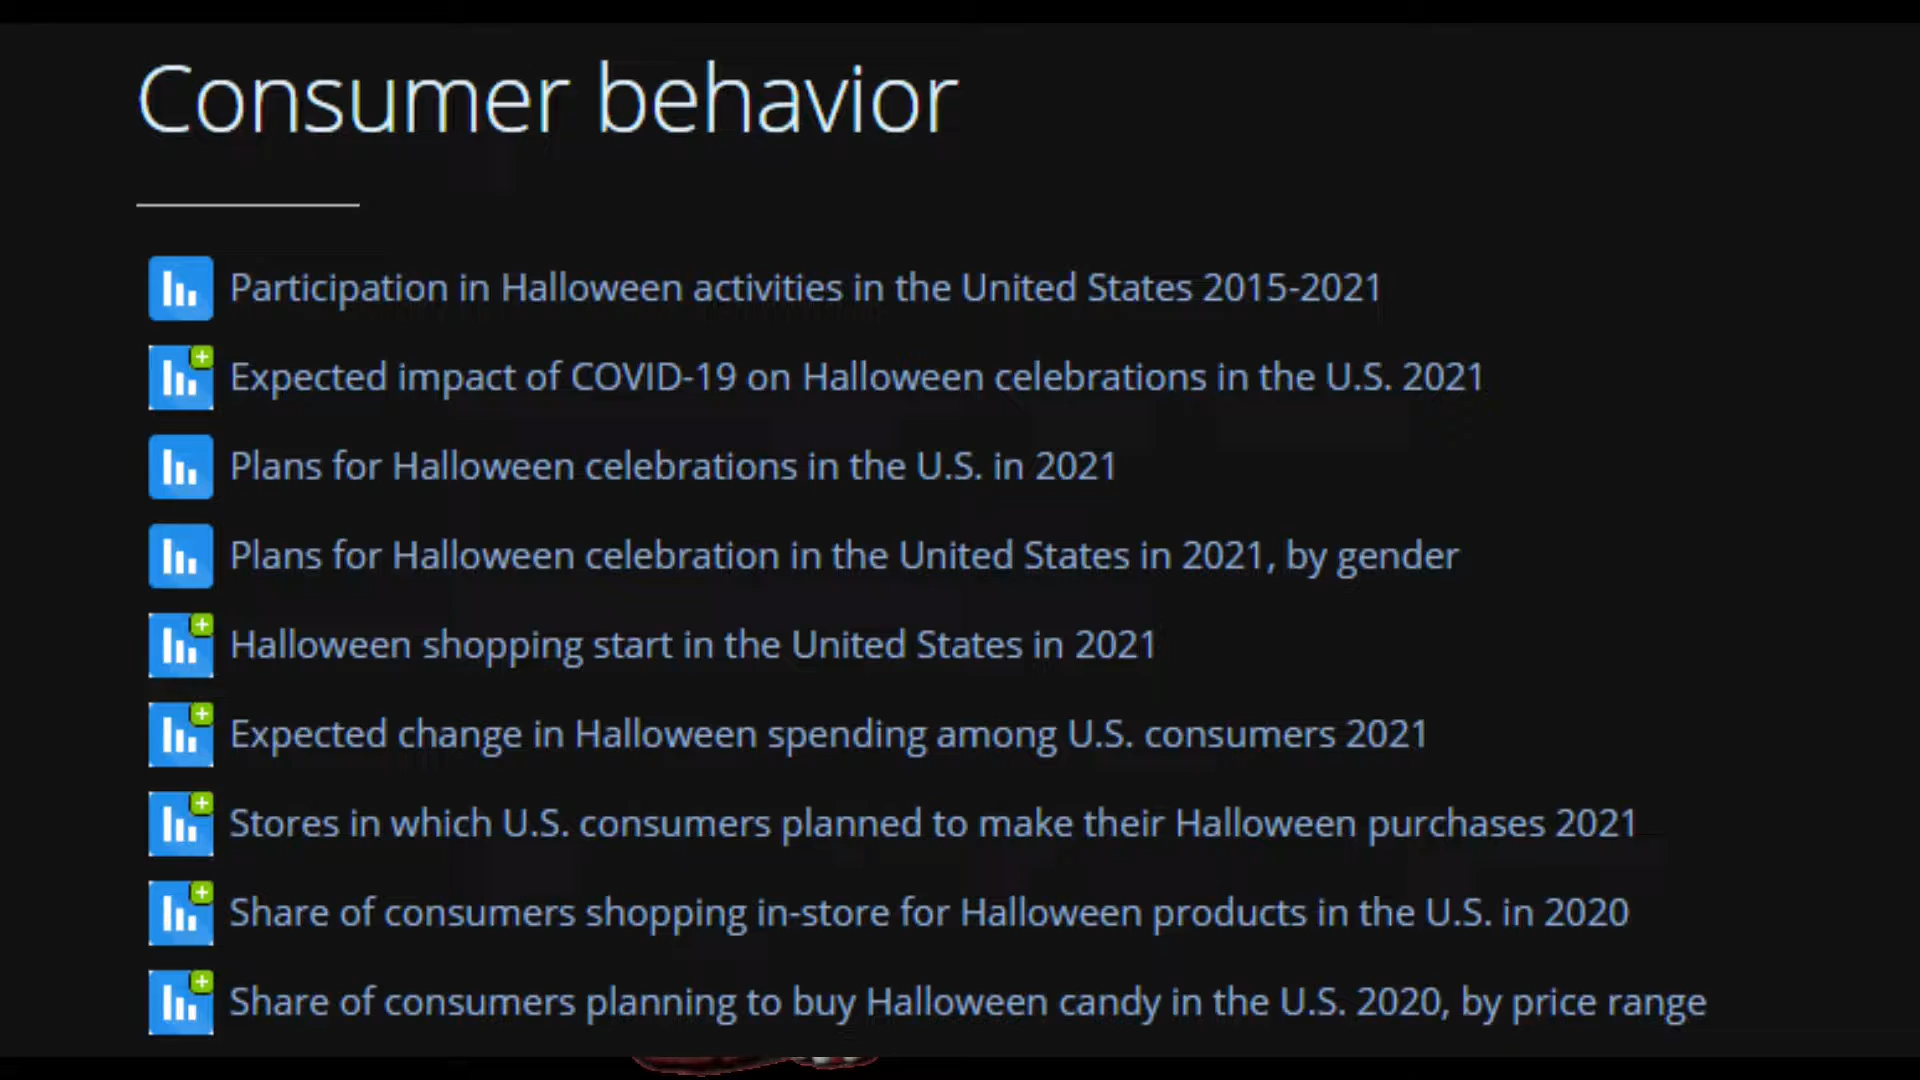 Consumer behavior
Participation in Halloween activities in the United States 2015-2021
Expected impact of COVID-19 on Halloween celebrations in the U.S. 2021
Plans for Halloween celebrations in the U.S. in 2021
Plans for Halloween celebration in the United States in 2021, by gender
Halloween shopping start in the United States in 2021
Expected change in Halloween spending among U.S. consumers 2021
Stores in which U.S. consumers planned to make their Halloween purchases 2021
Share of consumers shopping in-store for Halloween products in the U.S. in 2020
Share of consumers planning to buy Halloween candy in the U.S. 2020, by price range